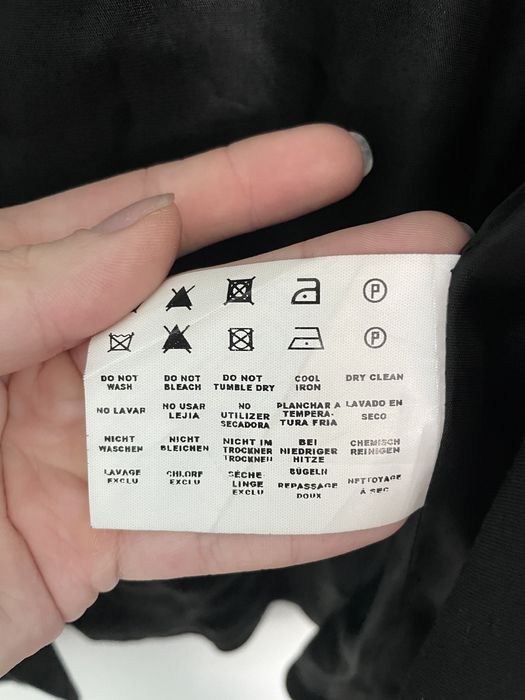 P
P
DO NOT WASH
DO NOT BLEACH
DO NOT TUMBLE DRY
COOL IRON
DRY CLEAN
NO LAVAR
NO USAR LEJIA
NO UTILIZER SECADORA
PLANCHAR A TEMPERA-TURA FRIA
LAVADO EN SECO
NICHT WASCHEN
NICHT BLEICHEN
NICHT IM TROCKNER TROCKNEN
BEI NIEDRIGER HITZE BÜGELN
CHEMISCH REINIGEN
LAVAGE EXCLU
CHLORE EXCLU
SÈCHE-LINGE EXCLU
REPASSAGE DOUX
NETTOYAGE À SEC